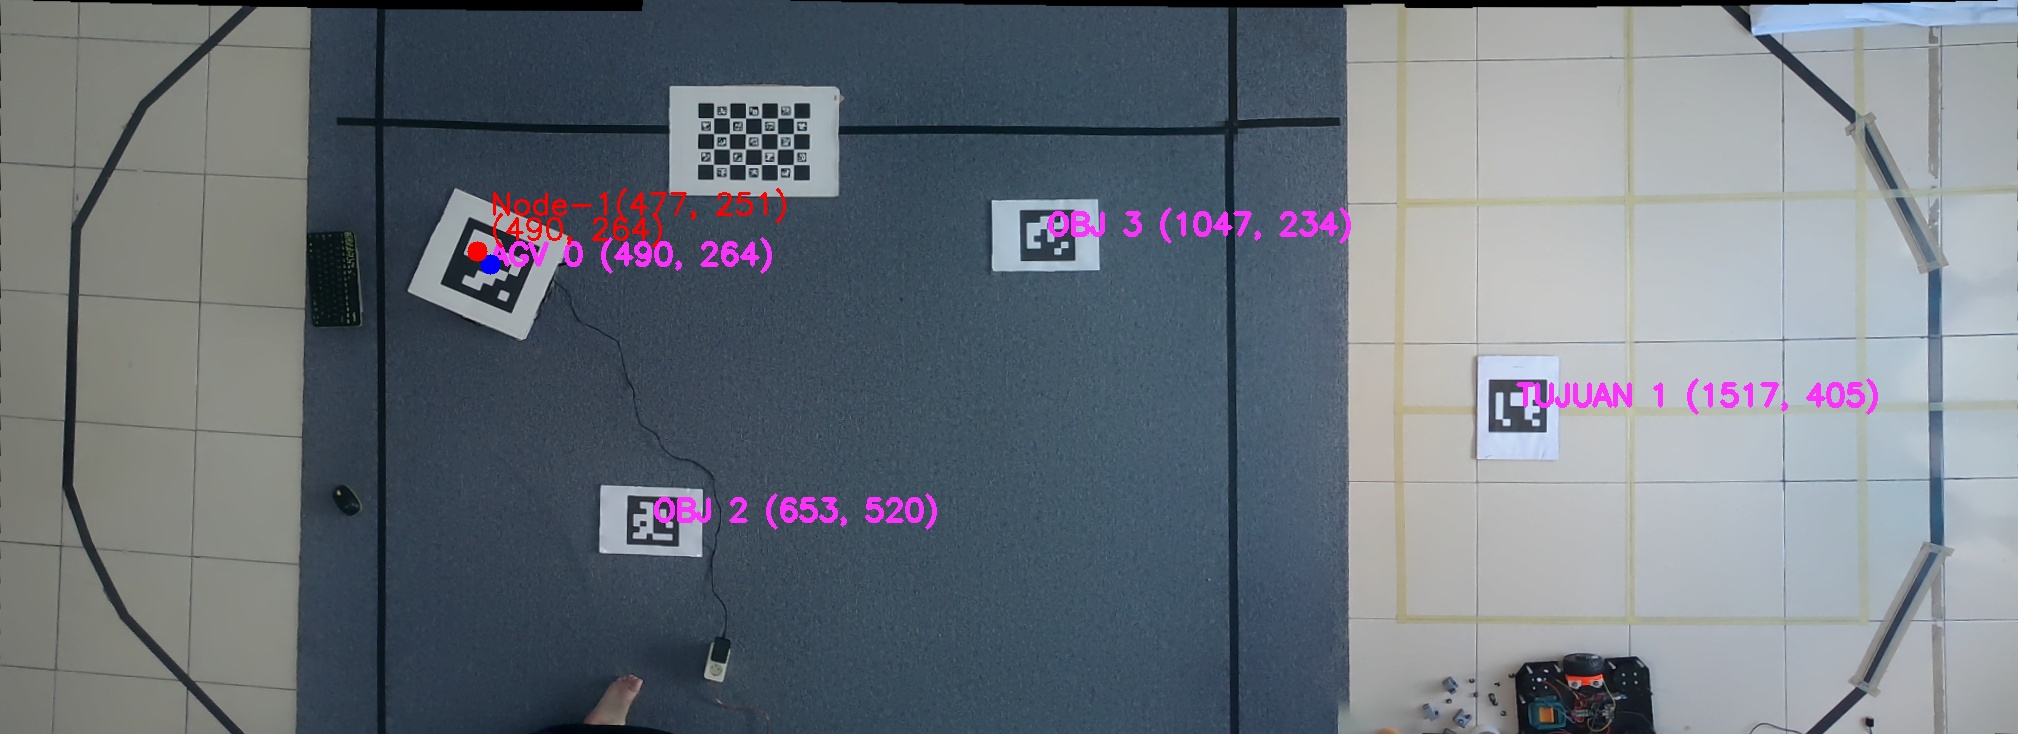 Node-1(477, 251)
(490, 264)
AGV 0 (490, 264)
OBJ 3 (1047, 234)
TUJUAN 1 (1517, 405)
OBJ 2 (653, 520)